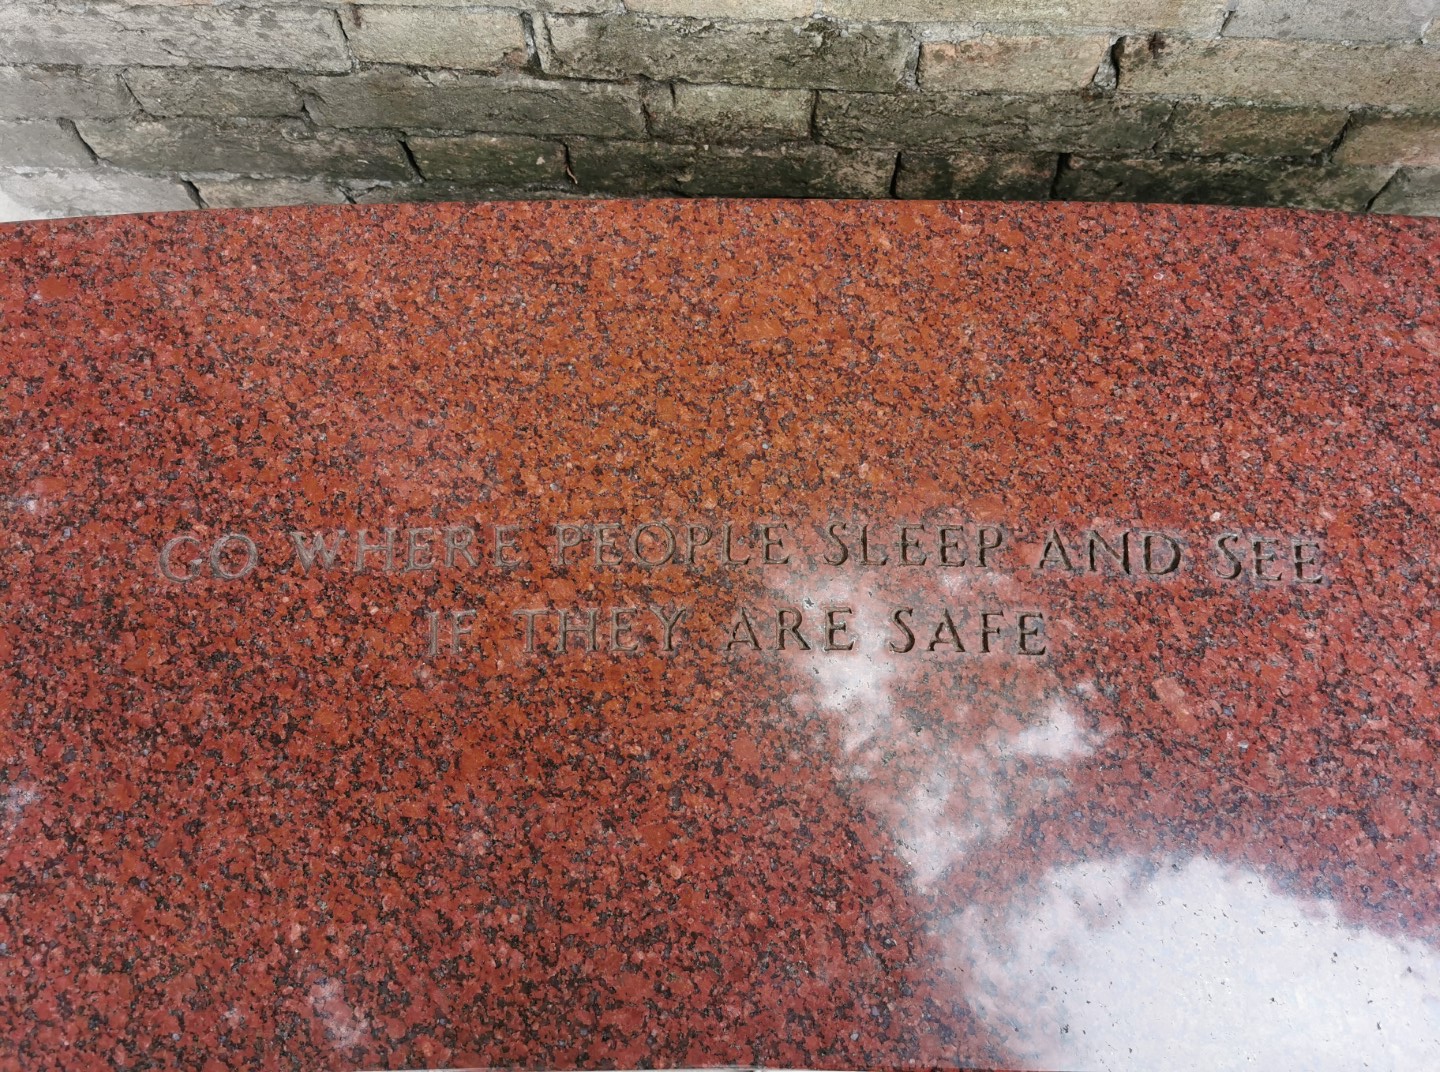 GO WHERE PEOPLE SLEEP AND SEE
IF THEY ARE SAFE